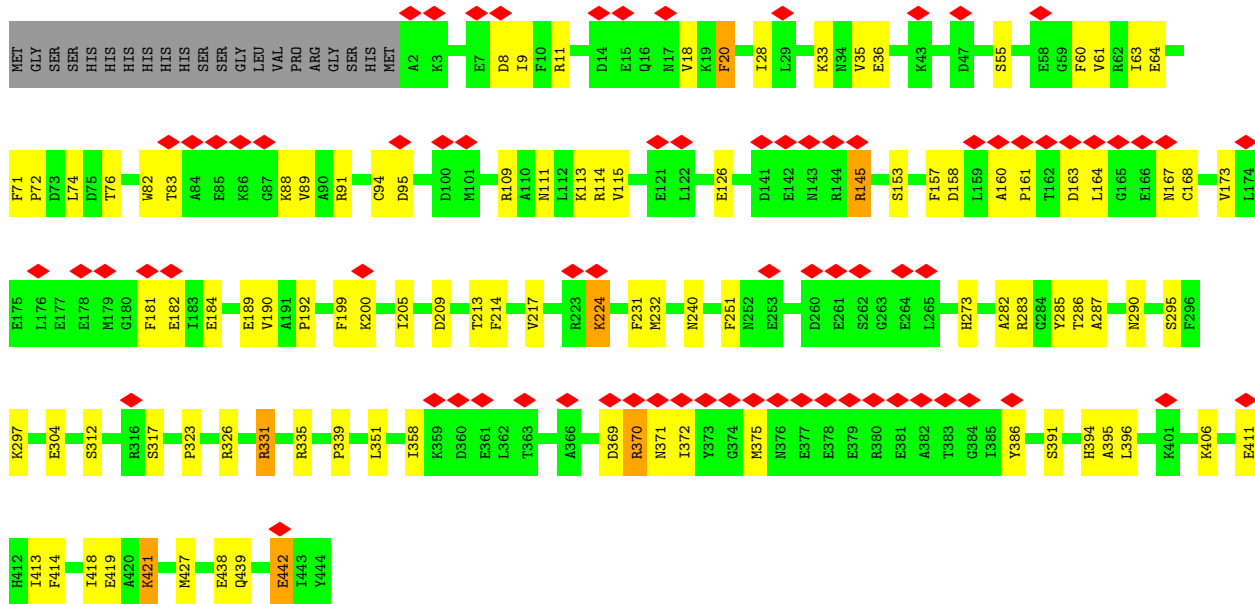 MET GLY SER SER HIS HIS HIS HIS HIS HIS SER SER GLY LEU VAL PRO ARG GLY SER HIS MET A2 K3 E7 D8 I9 F10 R11 D14 E15 Q16 N17 V18 K19 F20 I28 L29 K33 N34 V35 E36 K43 D47 S55 E58 G59 F60 V61 R62 I63 E64
F71 P72 D73 L74 D75 T76 W82 T83 A84 E85 K86 G87 K88 V89 A90 R91 C94 D95 D100 M101 R109 A110 N111 L112 K113 R114 V115 E121 L122 E126 D141 E142 N143 R144 R145 S153 F157 D158 L159 A160 P161 T162 D163 L164 G165 E166 N167 C168 V173 L174
E175 L176 E177 E178 M179 G180 F181 E182 I183 E184 E189 V190 A191 P192 F199 K200 I205 D209 T213 F214 V217 R223 K224 F231 M232 N240 F251 N252 E253 D260 E261 S262 G263 E264 L265 H273 A282 R283 G284 Y285 T286 A287 N290 S295 F296
K297 E304 S312 R316 S317 P323 R326 R331 R335 P339 L351 I358 K359 D360 E361 L362 T363 A366 D369 R370 N371 I372 Y373 G374 M375 N376 E377 E378 E379 R380 E381 A382 T383 G384 I385 Y386 S391 H394 A395 L396 K401 K406 E411
H412 I413 F414 I418 E419 A420 K421 M427 E438 Q439 E442 I443 Y444